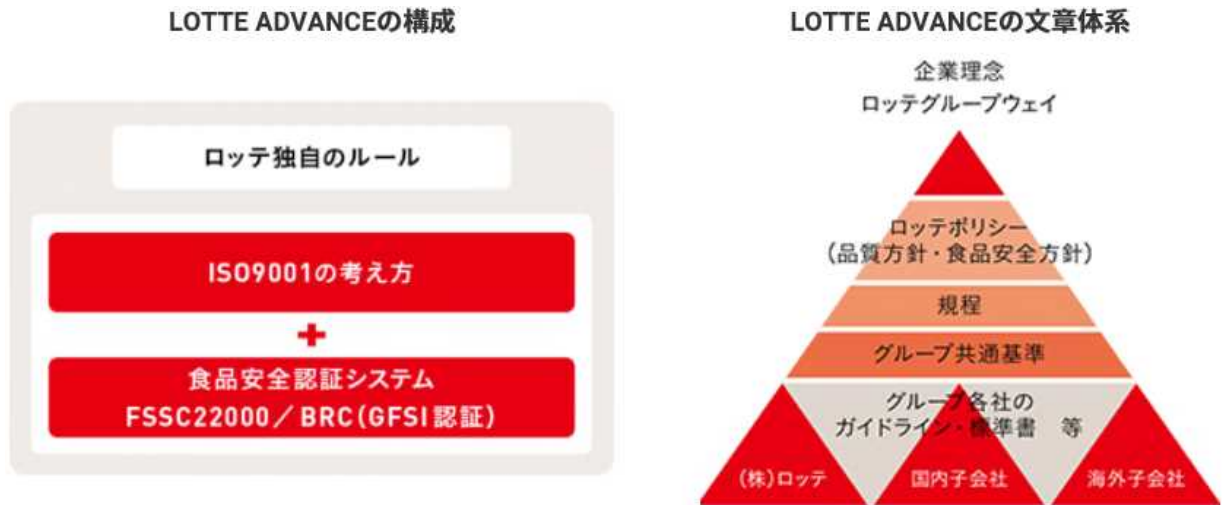 LOTTE ADVANCEの構成
ロッテ独自のルール
ISO9001の考え方
+
食品安全認証システム
FSSC22000／BRC(GFSI認証)
LOTTE ADVANCEの文章体系
企業理念
ロッテグループウェイ
ロッテポリシー
(品質方針・食品安全方針)
規程
グループ共通基準
グループ各社の
ガイドライン・標準書　等
(株)ロッテ
国内子会社
海外子会社